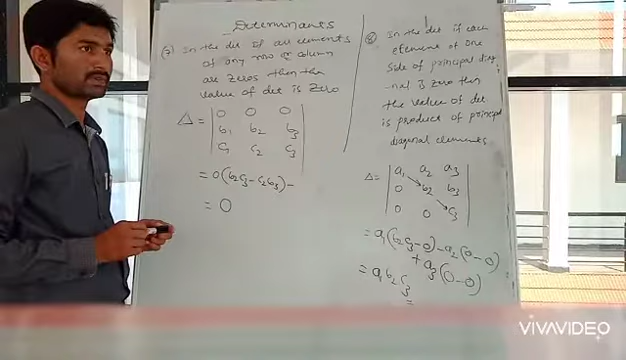 Determinants
(7) In the det if all elements
of any row or column
are zeros then the
value of det is zero
Δ = | 0 0 0 |
| b₁ b₂ b₃ |
| c₁ c₂ c₃ |
= 0(b₂c₃ - c₂b₃) -
= 0
(8) In the det if each
element of one
side of principal diag
-nal is zero then
the value of det
is product of principal
diagonal elements
Δ = | a₁ a₂ a₃ |
| 0 b₂ b₃ |
| 0 0 c₃ |
= a₁(b₂c₃ - 0) - a₂(0 - 0)
+ a₃(0 - 0)
= a₁b₂c₃
VIVAVIDEO